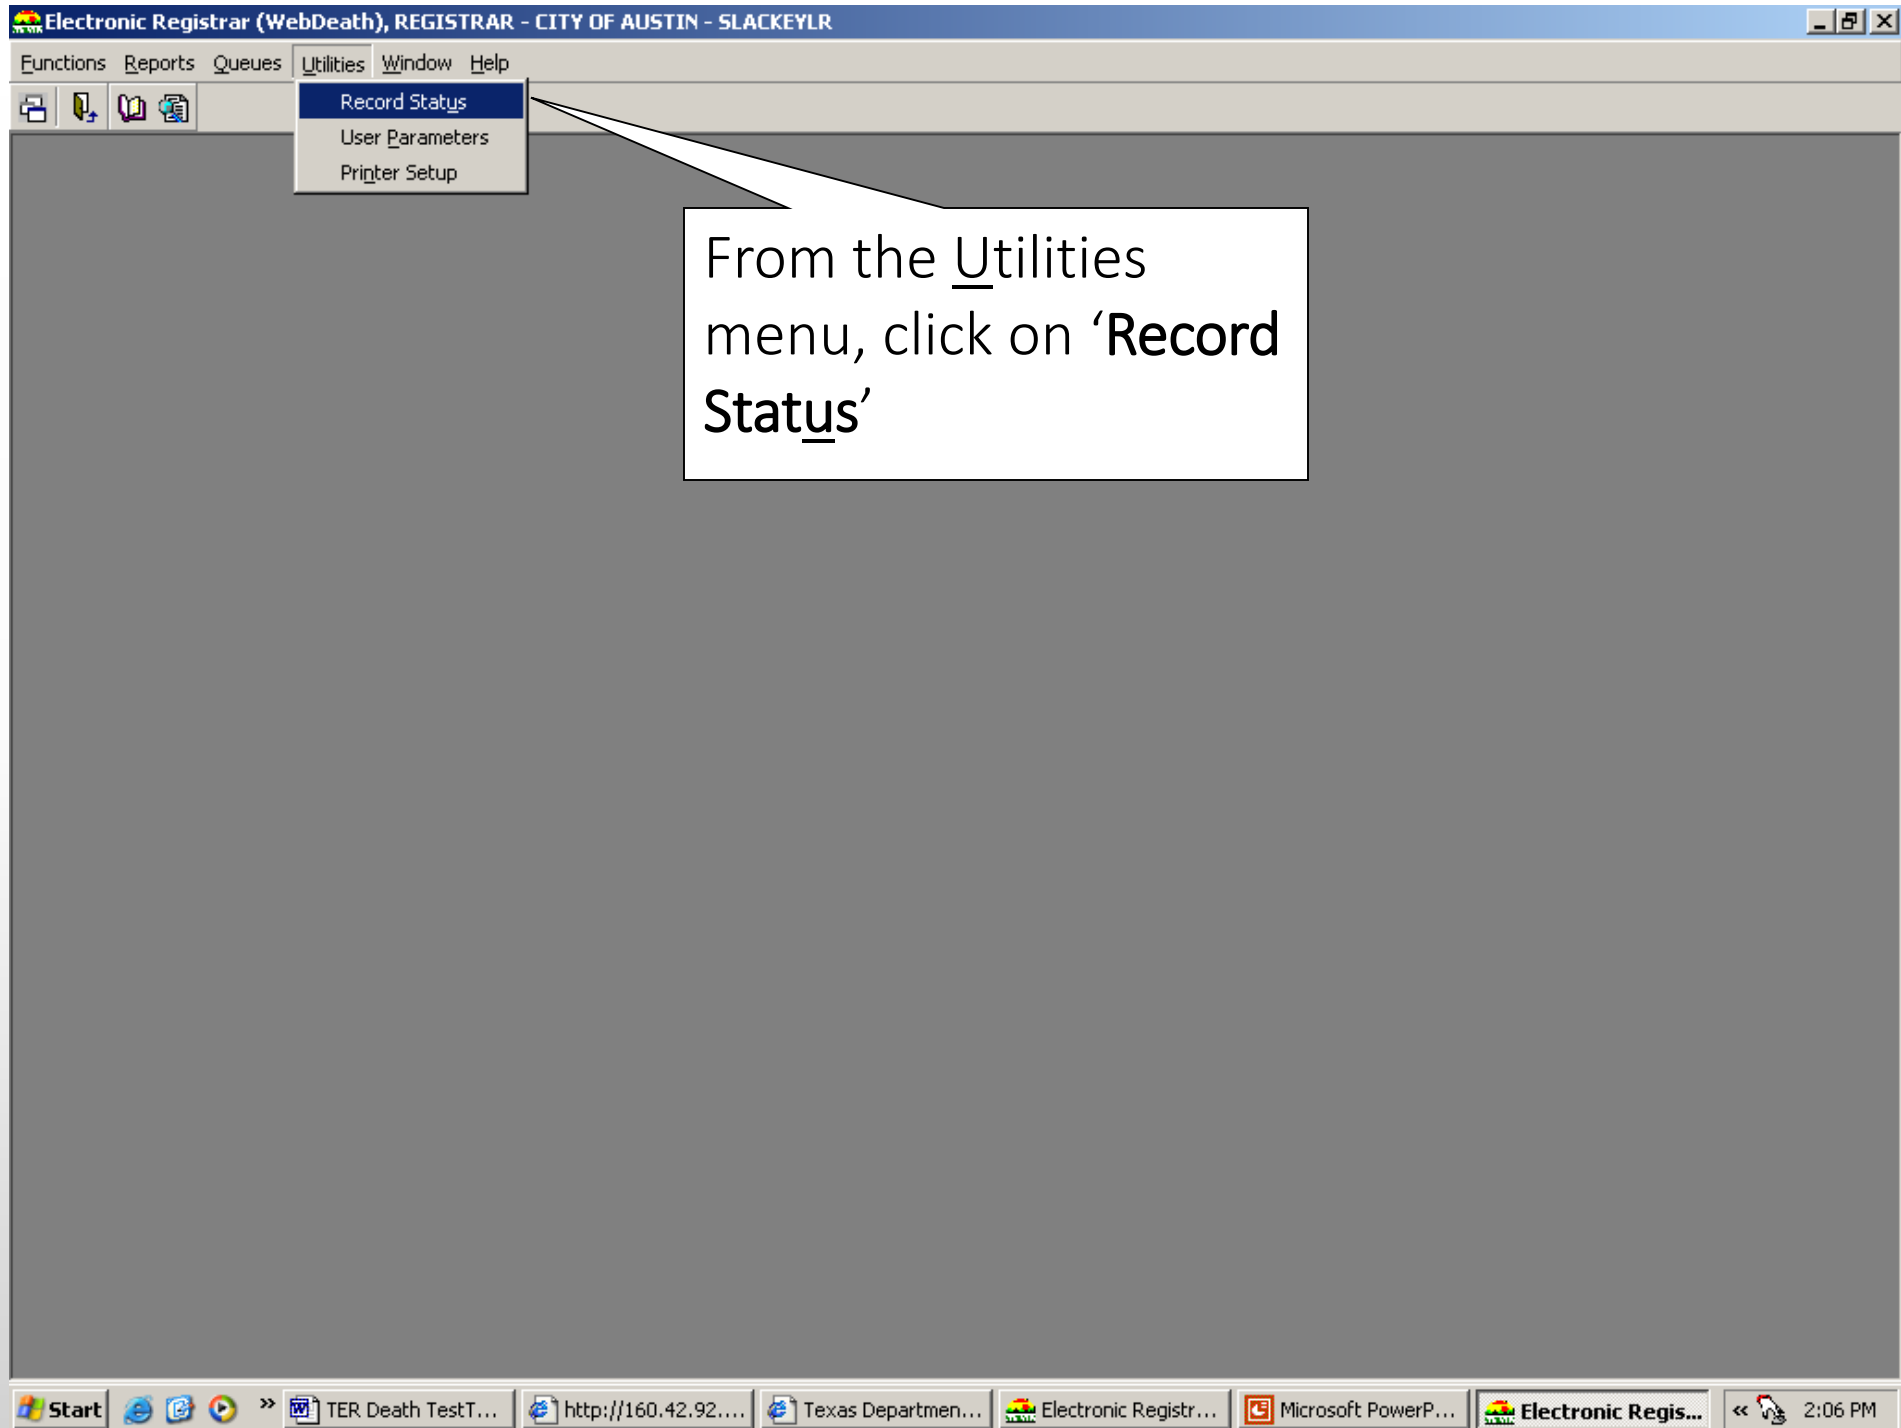 Electronic Registrar (WebDeath), REGISTRAR - CITY OF AUSTIN - SLACKEYLR
Functions Reports Queues Utilities Window Help
Record Status
User Parameters
Printer Setup
From the Utilities
menu, click on ‘Record
Status’
Start » TER Death TestT... http://160.42.92.... Texas Departmen... Electronic Registr... Microsoft PowerP... Electronic Regis... « 2:06 PM